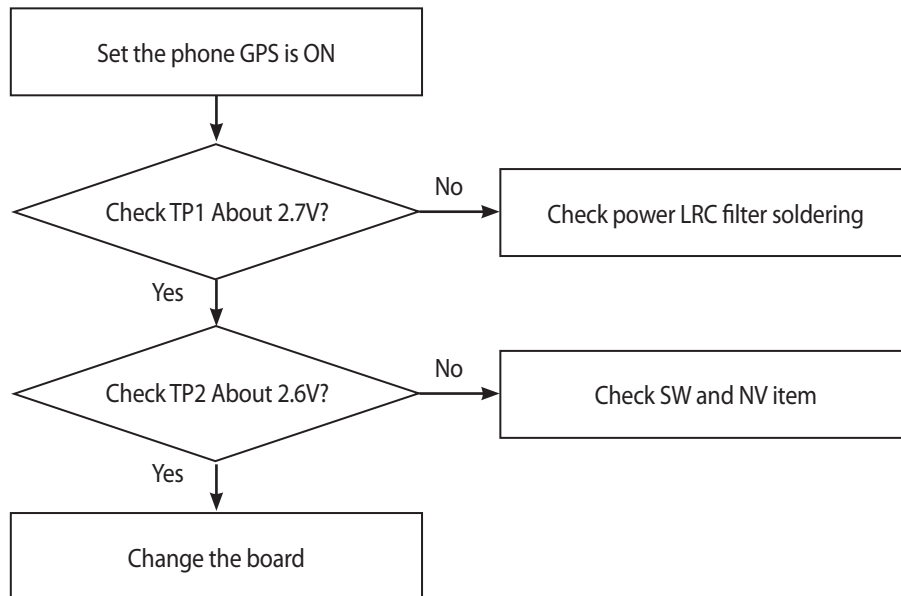 Set the phone GPS is ON
Check TP1 About 2.7V?
No
Check power LRC filter soldering
Yes
Check TP2 About 2.6V?
No
Check SW and NV item
Yes
Change the board